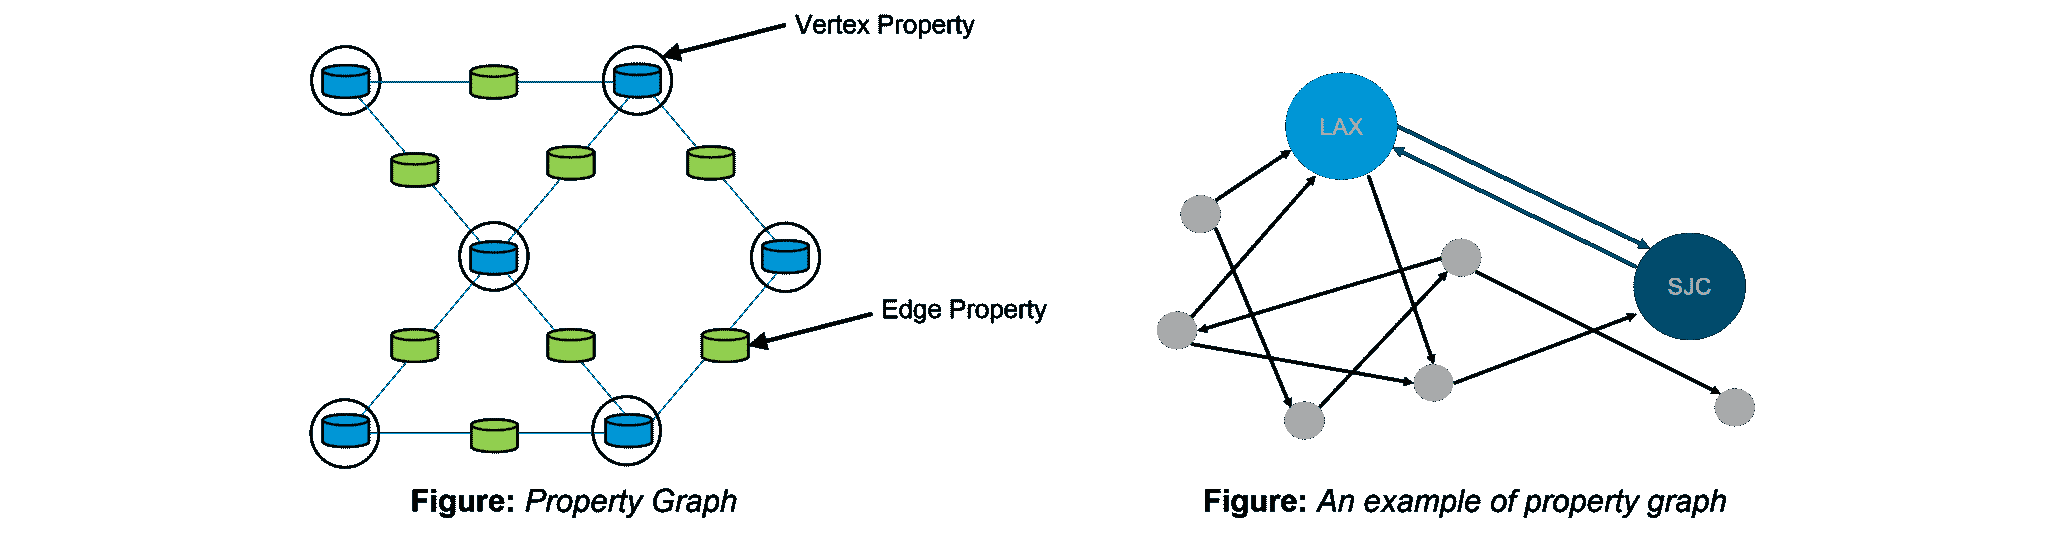 Vertex Property
Edge Property
Figure: Property Graph
LAX
SJC
Figure: An example of property graph